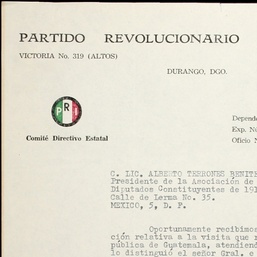 PARTIDO REVOLUCIONARIO
VICTORIA No. 319 (ALTOS)
DURANGO, DGO.
PRI
Comité Directivo Estatal
Depend
Exp. N
Oficio N
C. LIC. ALBERTO TERRONES BENITE
Presidente de la Asociación de
Diputados Constituyentes de 191
Calle de Lerma No. 35.
MEXICO, 5, D. F.
Oportunamente recibimos
ción relativa a la visita que r
pública de Guatemala, atendiend
lo distinguió el señor Gral. e